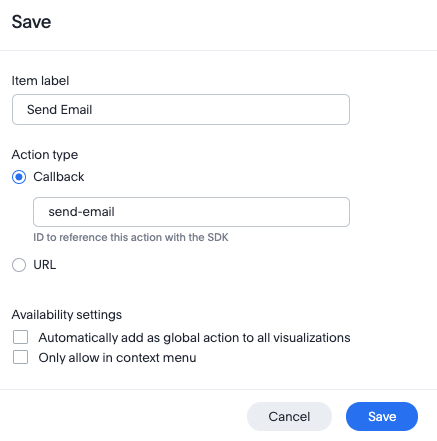 Save
Item label
Send Email
Action type
Callback
send-email
ID to reference this action with the SDK
URL
Availability settings
Automatically add as global action to all visualizations
Only allow in context menu
Cancel
Save